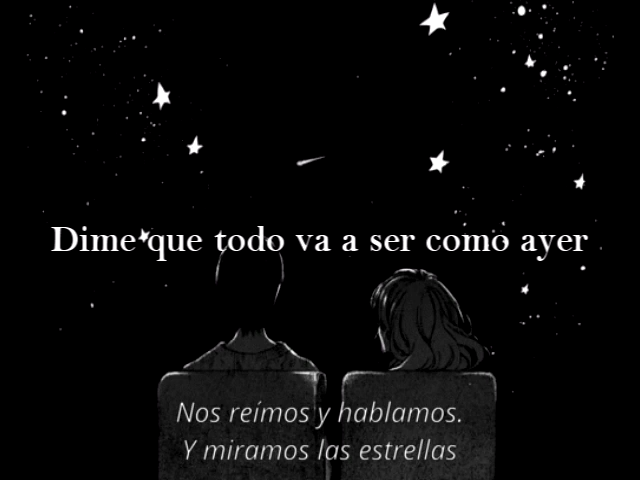 Dime que todo va a ser como ayer
Nos reímos y hablamos.
Y miramos las estrellas